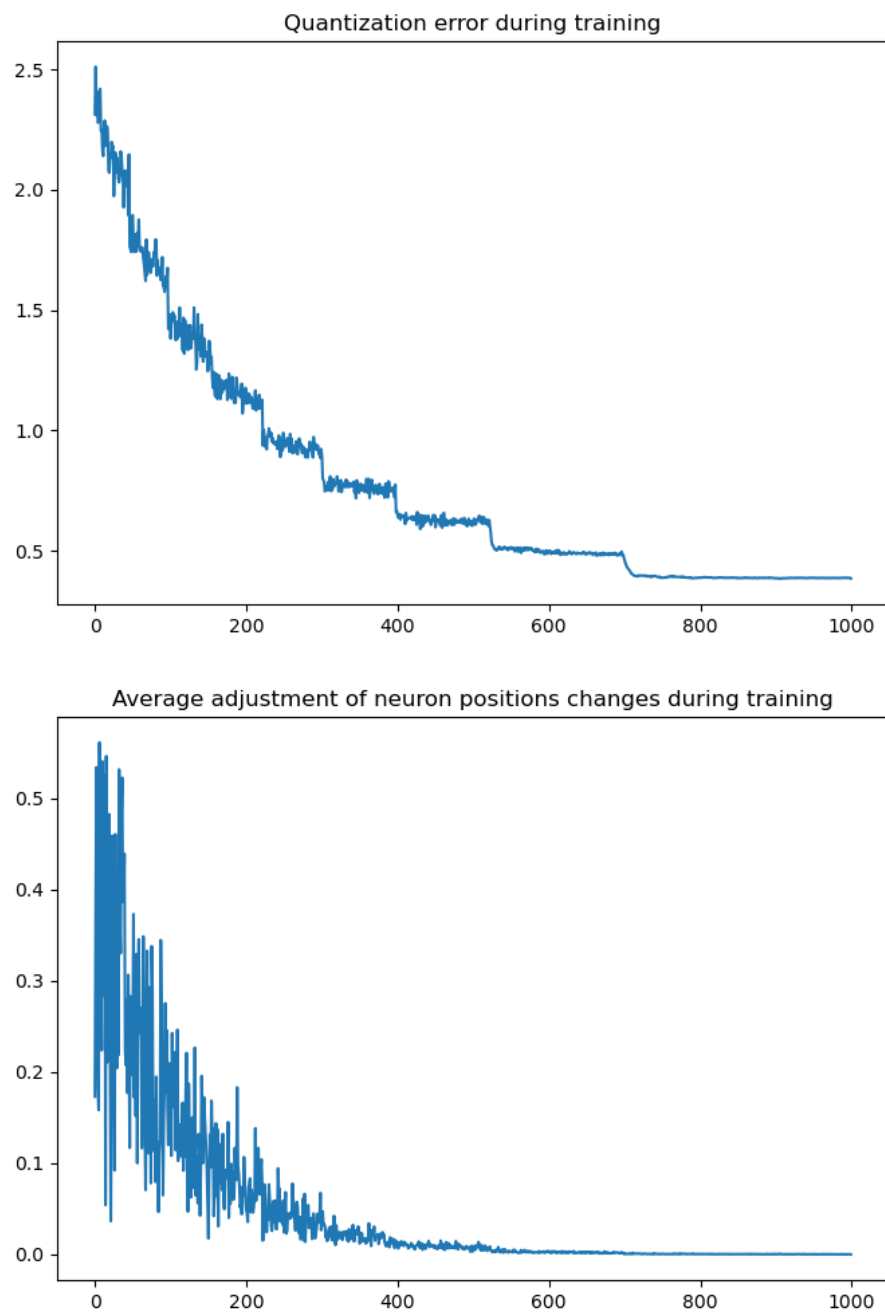 Quantization error during training
2.5
2.0
1.5
1.0
0.5
0 200 400 600 800 1000
Average adjustment of neuron positions changes during training
0.5
0.4
0.3
0.2
0.1
0.0
0 200 400 600 800 1000